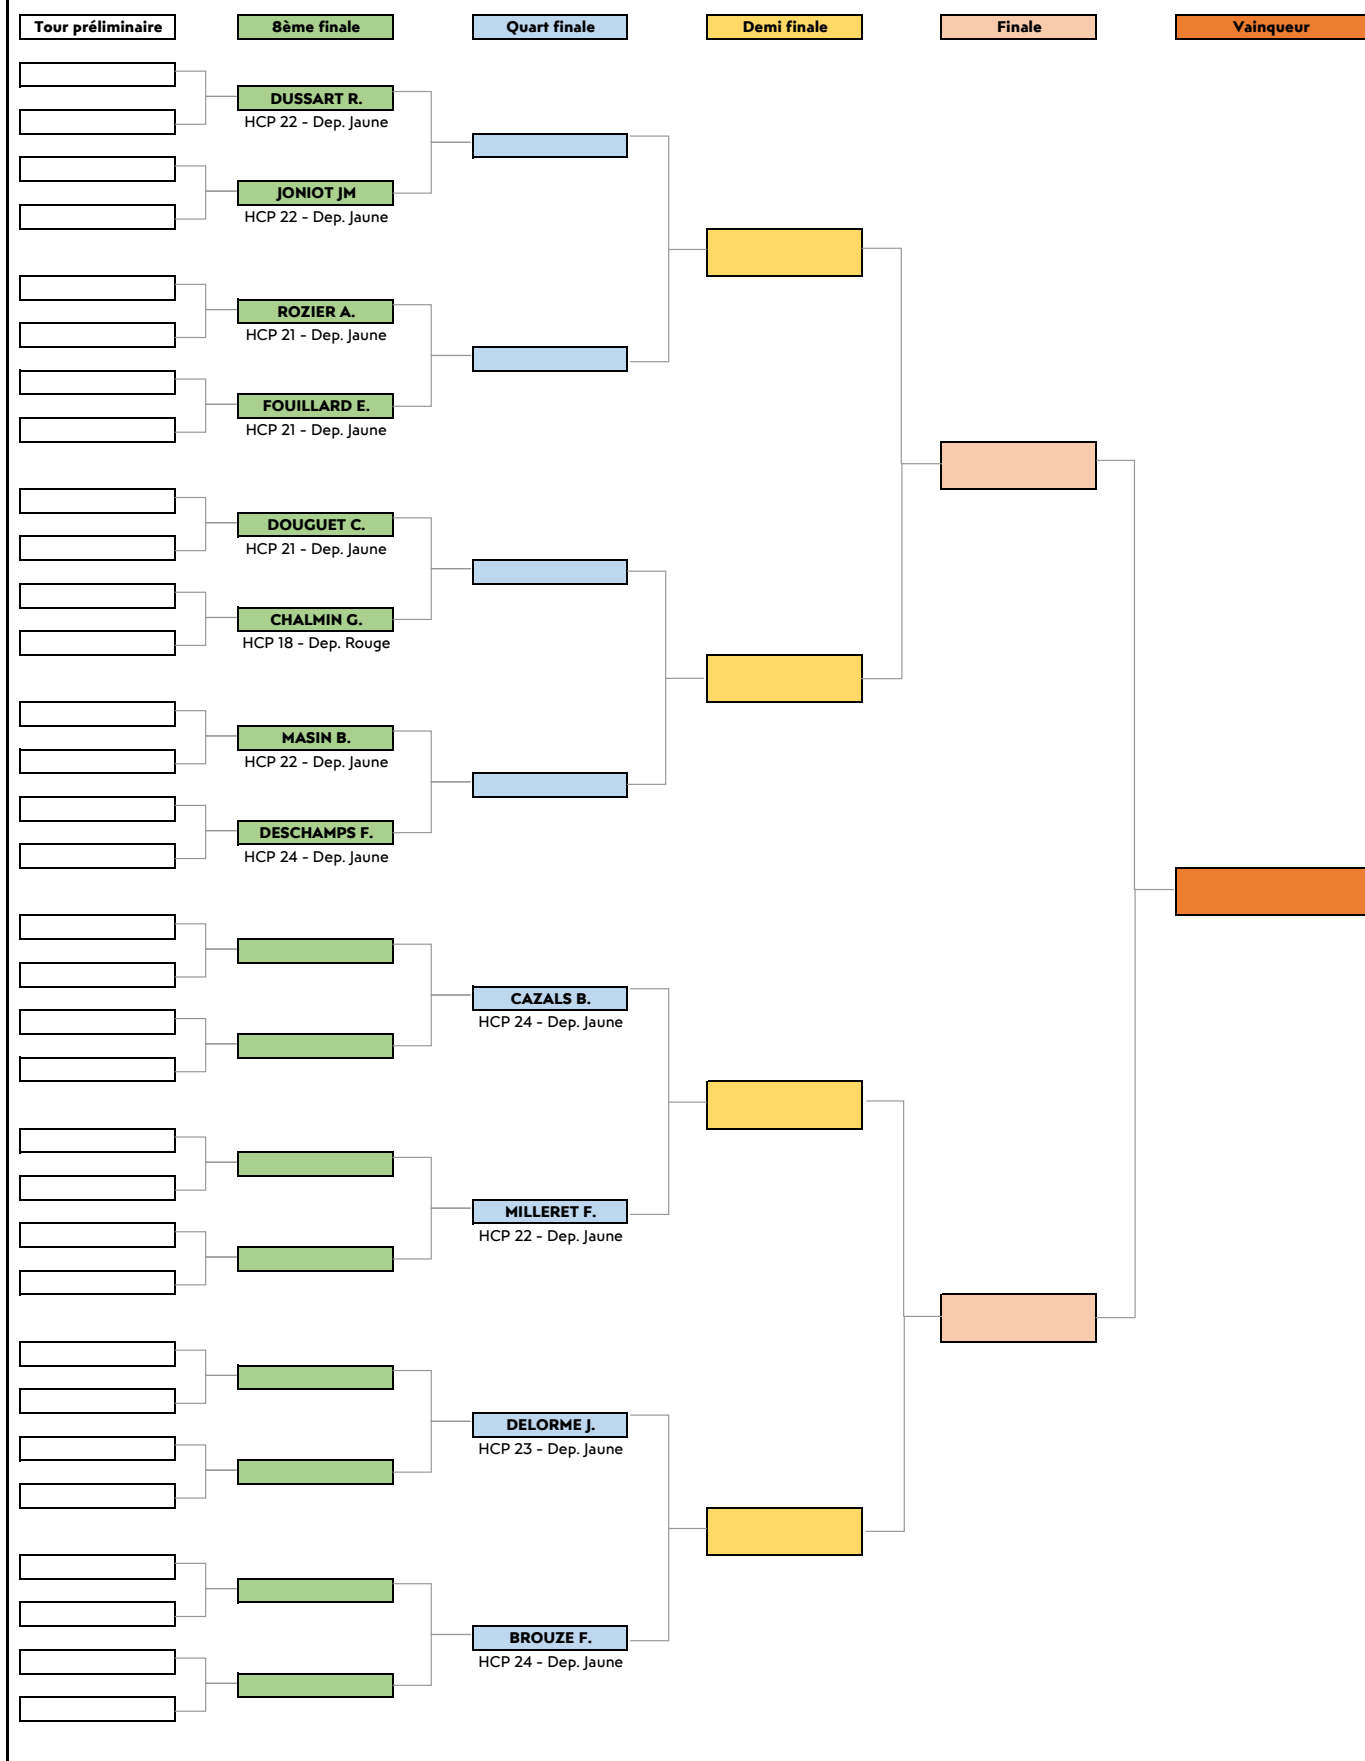 Tour préliminaire
8ème finale
Quart finale
Demi finale
Finale
Vainqueur
DUSSART R.
HCP 22 - Dep. Jaune
JONIOT JM
HCP 22 - Dep. Jaune
ROZIER A.
HCP 21 - Dep. Jaune
FOUILLARD E.
HCP 21 - Dep. Jaune
DOUGUET C.
HCP 21 - Dep. Jaune
CHALMIN G.
HCP 18 - Dep. Rouge
MASIN B.
HCP 22 - Dep. Jaune
DESCHAMPS F.
HCP 24 - Dep. Jaune
CAZALS B.
HCP 24 - Dep. Jaune
MILLERET F.
HCP 22 - Dep. Jaune
DELORME J.
HCP 23 - Dep. Jaune
BROUZE F.
HCP 24 - Dep. Jaune